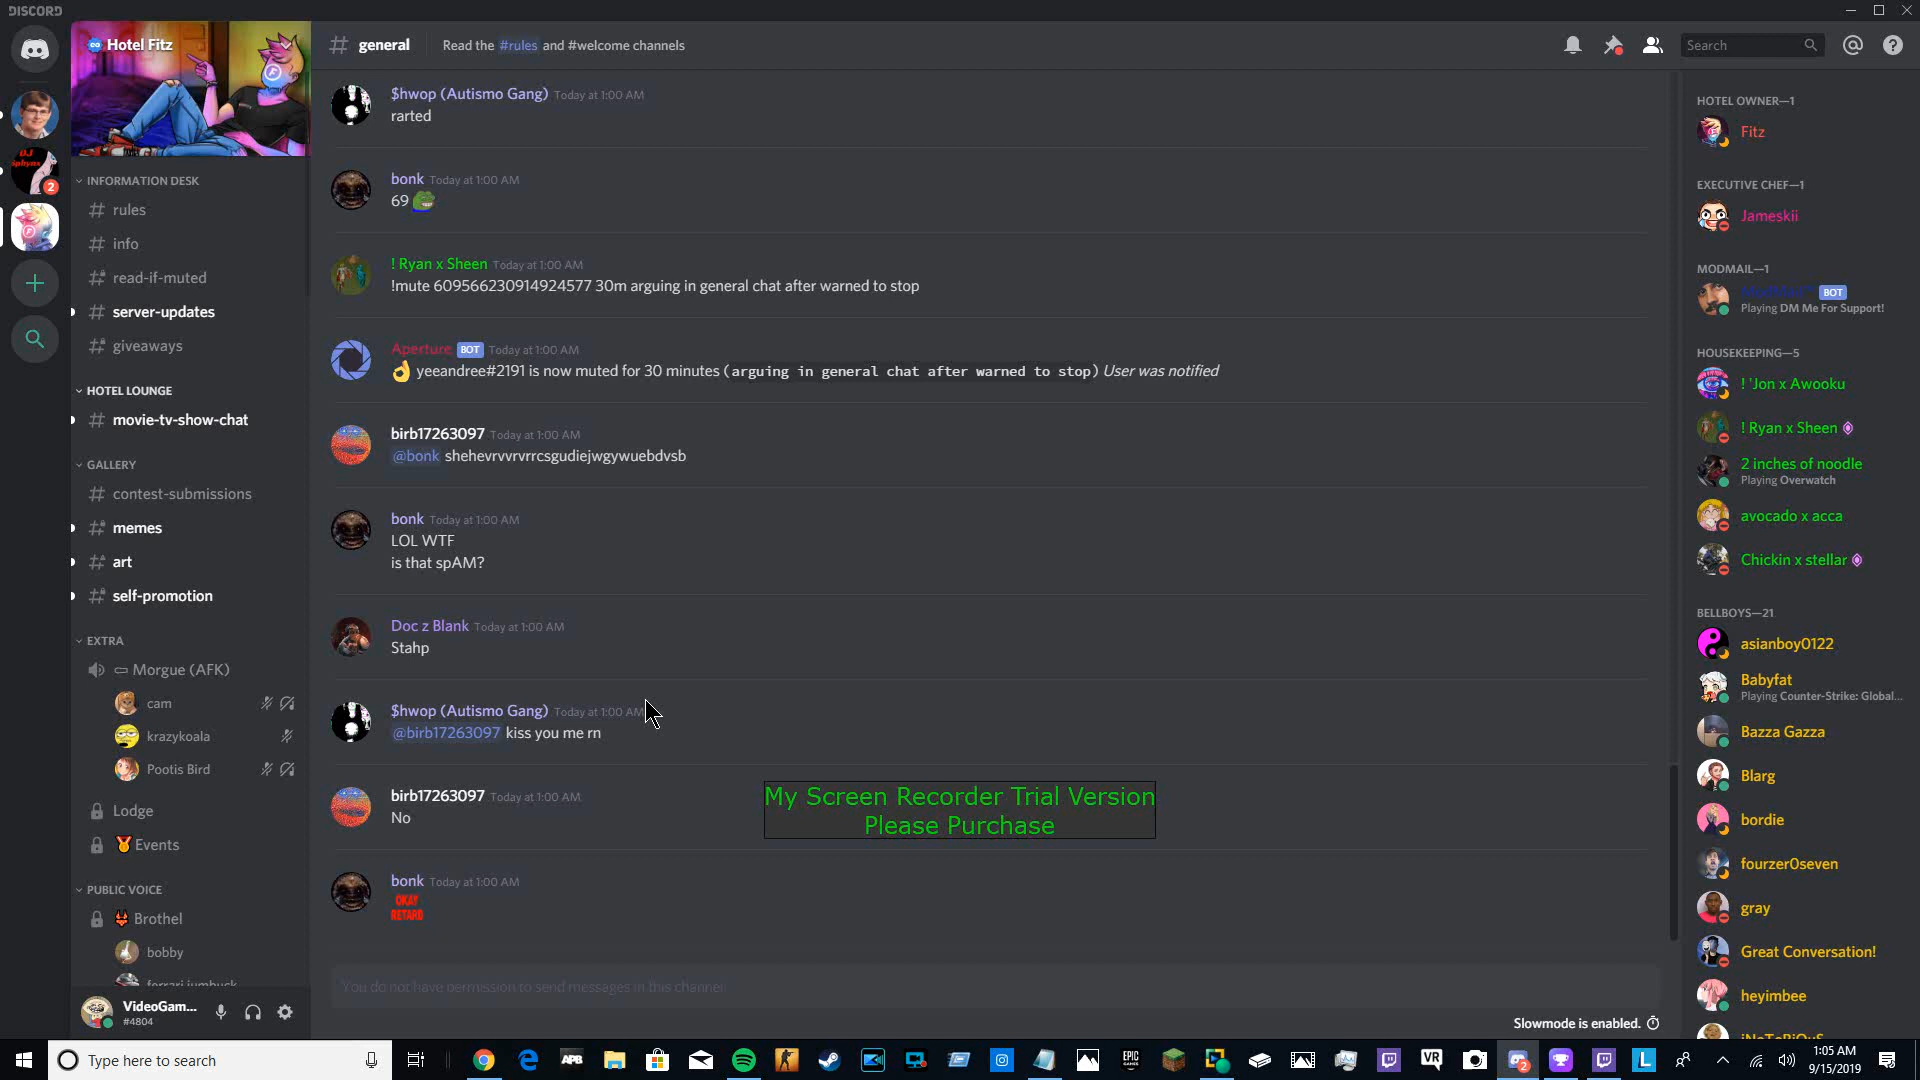 DISCORD
Hotel Fitz
general
Read the #rules and #welcome channels
Search
INFORMATION DESK
rules
info
read-if-muted
server-updates
giveaways
HOTEL LOUNGE
movie-tv-show-chat
GALLERY
contest-submissions
memes
art
self-promotion
EXTRA
Morgue (AFK)
cam
krazykoala
Pootis Bird
Lodge
Events
PUBLIC VOICE
Brothel
bobby
ferrari jumbuck
VideoGam...
#4804
$hwop (Autismo Gang) Today at 1:00 AM
rarted
bonk Today at 1:00 AM
69
! Ryan x Sheen Today at 1:00 AM
!mute 609566230914924577 30m arguing in general chat after warned to stop
Aperture BOT Today at 1:00 AM
yeeandree#2191 is now muted for 30 minutes (arguing in general chat after warned to stop) User was notified
birb17263097 Today at 1:00 AM
@bonk shehevrvvrvrrcsgudiejwgywuebdvsb
bonk Today at 1:00 AM
LOL WTF
is that spAM?
Doc z Blank Today at 1:00 AM
Stahp
$hwop (Autismo Gang) Today at 1:00 AM
@birb17263097 kiss you me rn
birb17263097 Today at 1:00 AM
No
My Screen Recorder Trial Version
Please Purchase
bonk Today at 1:00 AM
OKAY
RETARD
You do not have permission to send messages in this channel.
Slowmode is enabled.
HOTEL OWNER—1
Fitz
EXECUTIVE CHEF—1
Jameskii
MODMAIL—1
ModMail BOT
Playing DM Me For Support!
HOUSEKEEPING—5
! 'Jon x Awooku
! Ryan x Sheen
2 inches of noodle
Playing Overwatch
avocado x acca
Chickin x stellar
BELLBOYS—21
asianboy0122
Babyfat
Playing Counter-Strike: Global...
Bazza Gazza
Blarg
bordie
fourzer0seven
gray
Great Conversation!
heyimbee
Type here to search
1:05 AM
9/15/2019